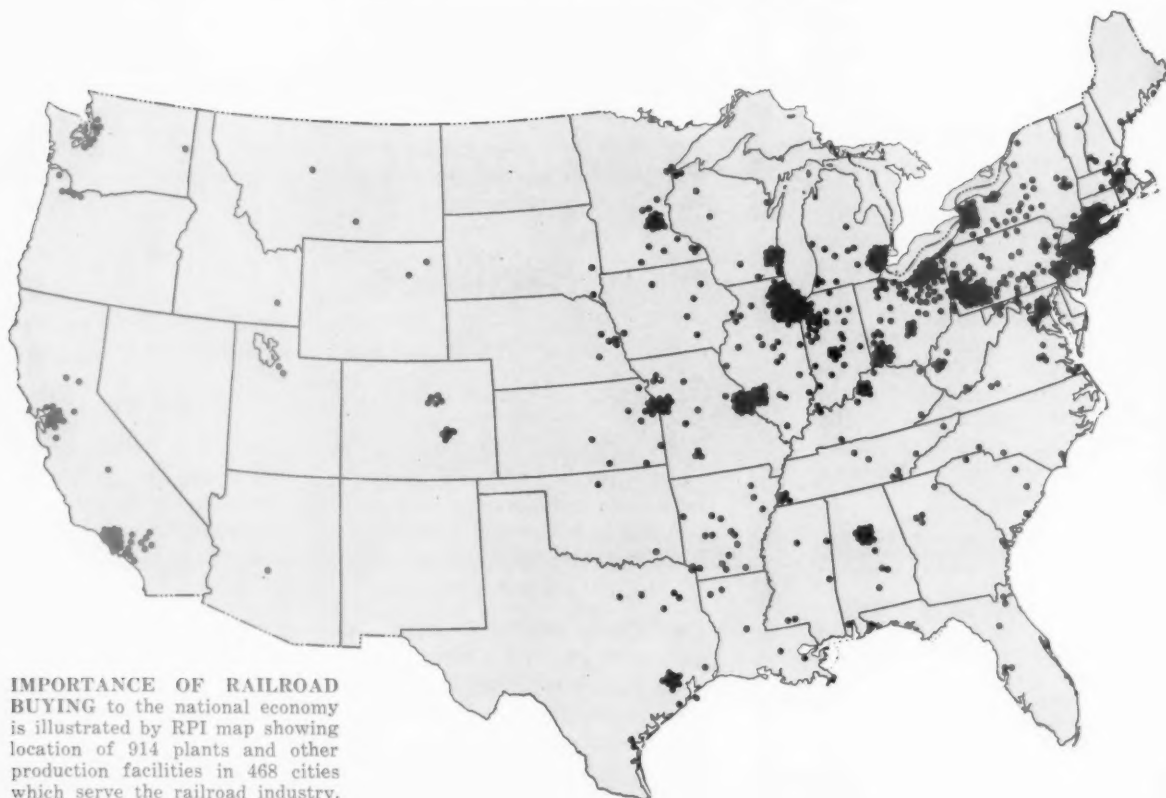 IMPORTANCE OF RAILROAD
BUYING to the national economy
is illustrated by RPI map showing
location of 914 plants and other
production facilities in 468 cities
which serve the railroad industry.